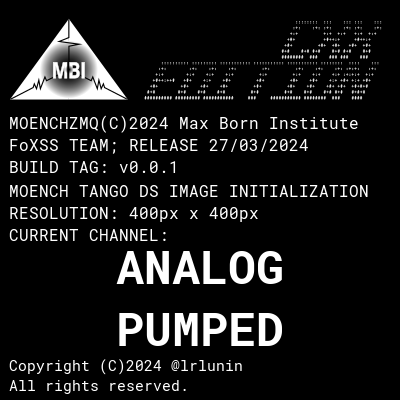 MBI
EDITION
MOENCHZMQ(C)2024 Max Born Institute
FoXSS TEAM; RELEASE 27/03/2024
BUILD TAG: v0.0.1
MOENCH TANGO DS IMAGE INITIALIZATION
RESOLUTION: 400px x 400px
CURRENT CHANNEL:
ANALOG
PUMPED
Copyright (C)2024 @lrlunin
All rights reserved.